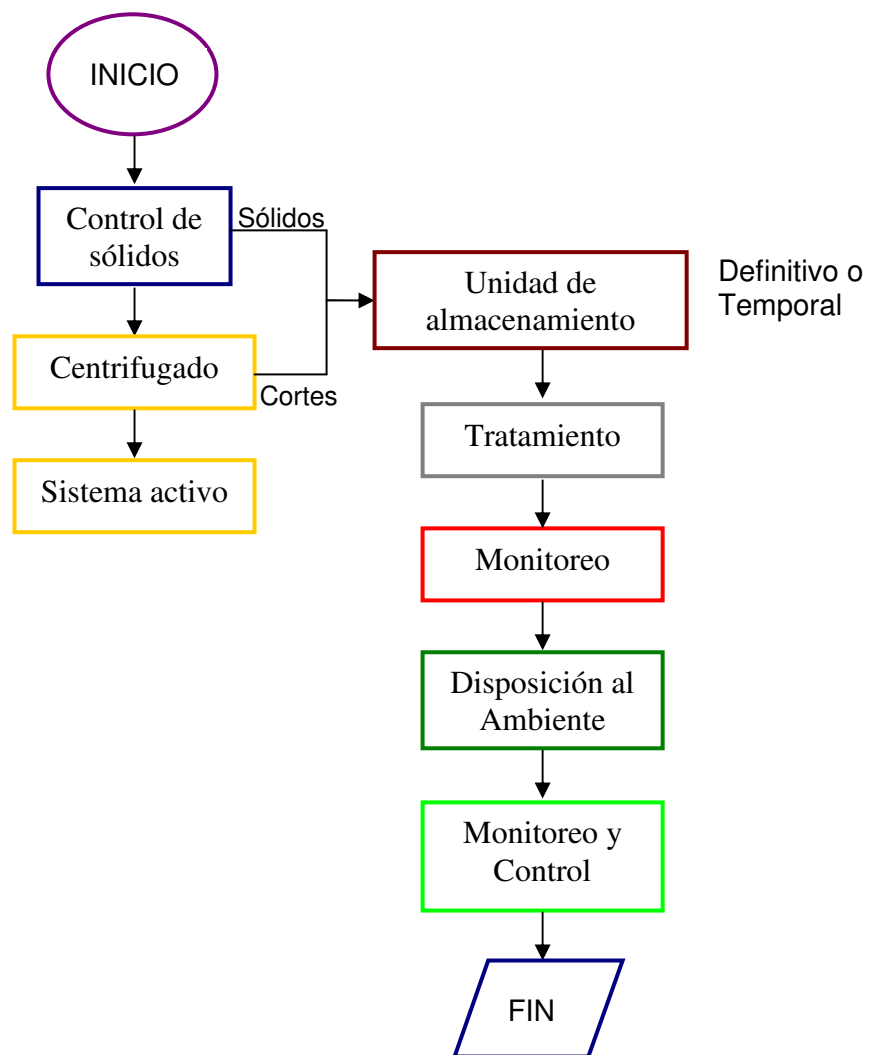 INICIO
Control de
sólidos
Sólidos
Unidad de
almacenamiento
Definitivo o
Temporal
Centrifugado
Cortes
Sistema activo
Tratamiento
Monitoreo
Disposición al
Ambiente
Monitoreo y
Control
FIN